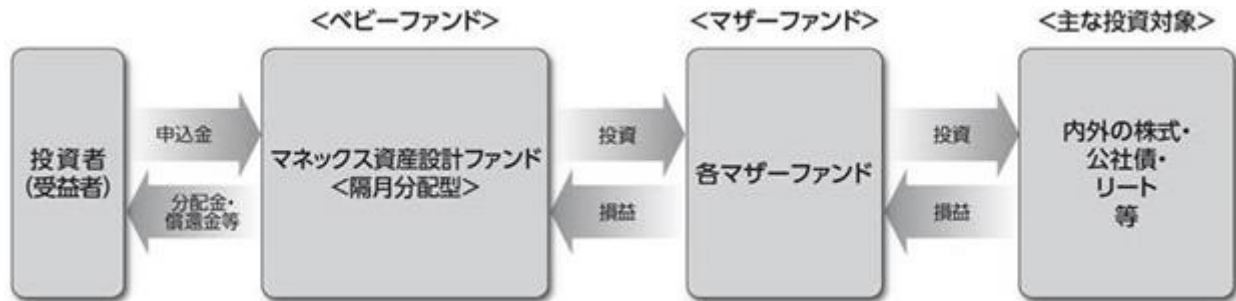 <ベビーファンド>
<マザーファンド>
<主な投資対象>
投資者
(受益者)
申込金
分配金・
償還金等
マネックス資産設計ファンド
<隔月分配型>
投資
損益
各マザーファンド
投資
損益
内外の株式・
公社債・
リート
等